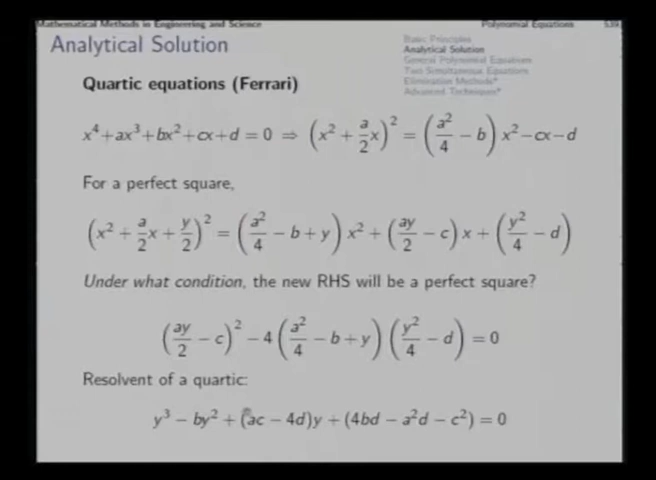 Mathematical Methods in Engineering and Science
Polynomial Equations
539,
Analytical Solution
Basic Principles
Analytical Solution
General Polynomial Equations
Two Simultaneous Equations
Elimination Methods*
Advanced Techniques*
Quartic equations (Ferrari)
x⁴+ax³+bx²+cx+d = 0 ⇒ (x² + a/2 x)² = (a²/4 − b) x²−cx−d
For a perfect square,
(x² + a/2 x + y/2)² = (a²/4 − b + y) x² + (ay/2 − c) x + (y²/4 − d)
Under what condition, the new RHS will be a perfect square?
(ay/2 − c)² − 4 (a²/4 − b + y) (y²/4 − d) = 0
Resolvent of a quartic:
y³ − by² + (ac − 4d)y + (4bd − a²d − c²) = 0